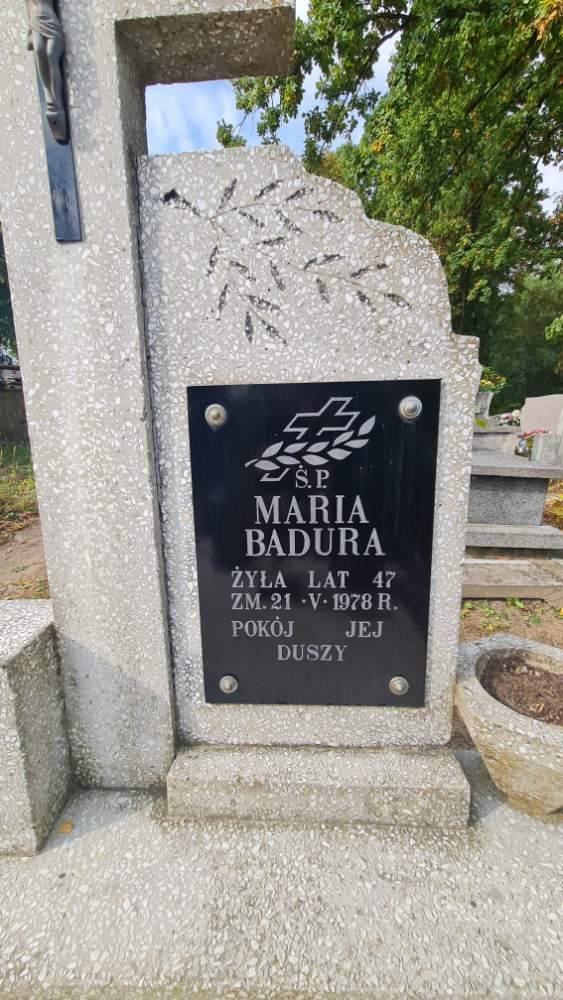 Ś.P.
MARIA
BADURA
ŻYŁA LAT 47
ZM. 21 · V · 1978 R.
POKÓJ JEJ
DUSZY